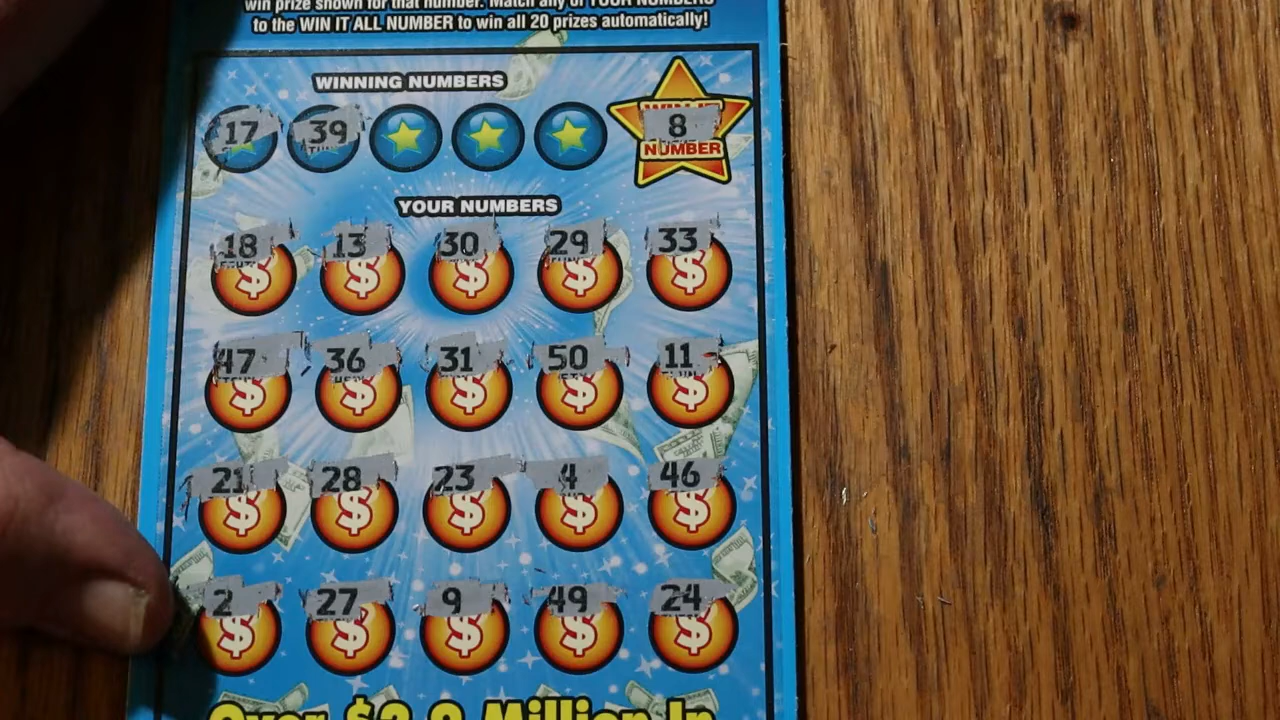 win prize shown for that number. Match any of YOUR NUMBERS
to the WIN IT ALL NUMBER to win all 20 prizes automatically!
WINNING NUMBERS
17 39 8
NUMBER
YOUR NUMBERS
18 13 30 29 33
$ $ $ $ $
47 36 31 50 11
$ $ $ $ $
21 28 23 4 46
$ $ $ $ $
2 27 9 49 24
$ $ $ $ $
Million In